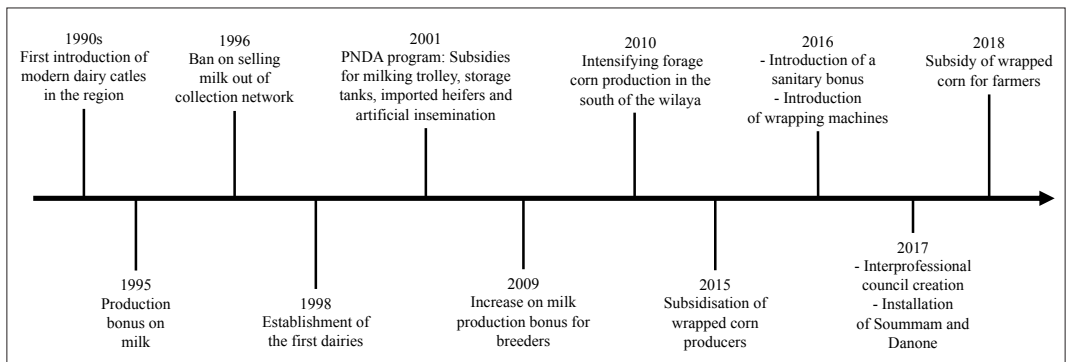 1990s
First introduction of
modern dairy catles
in the region
1996
Ban on selling
milk out of
collection network
2001
PNDA program: Subsidies
for milking trolley, storage
tanks, imported heifers and
artificial insemination
2010
Intensifying forage
corn production in the
south of the wilaya
2016
- Introduction of a
sanitary bonus
- Introduction
of wrapping machines
2018
Subsidy of wrapped
corn for farmers
1995
Production
bonus on
milk
1998
Establishment of
the first dairies
2009
Increase on milk
production bonus for
breeders
2015
Subsidisation of
wrapped corn
producers
2017
- Interprofessional
council creation
- Installation
of Soummam and
Danone